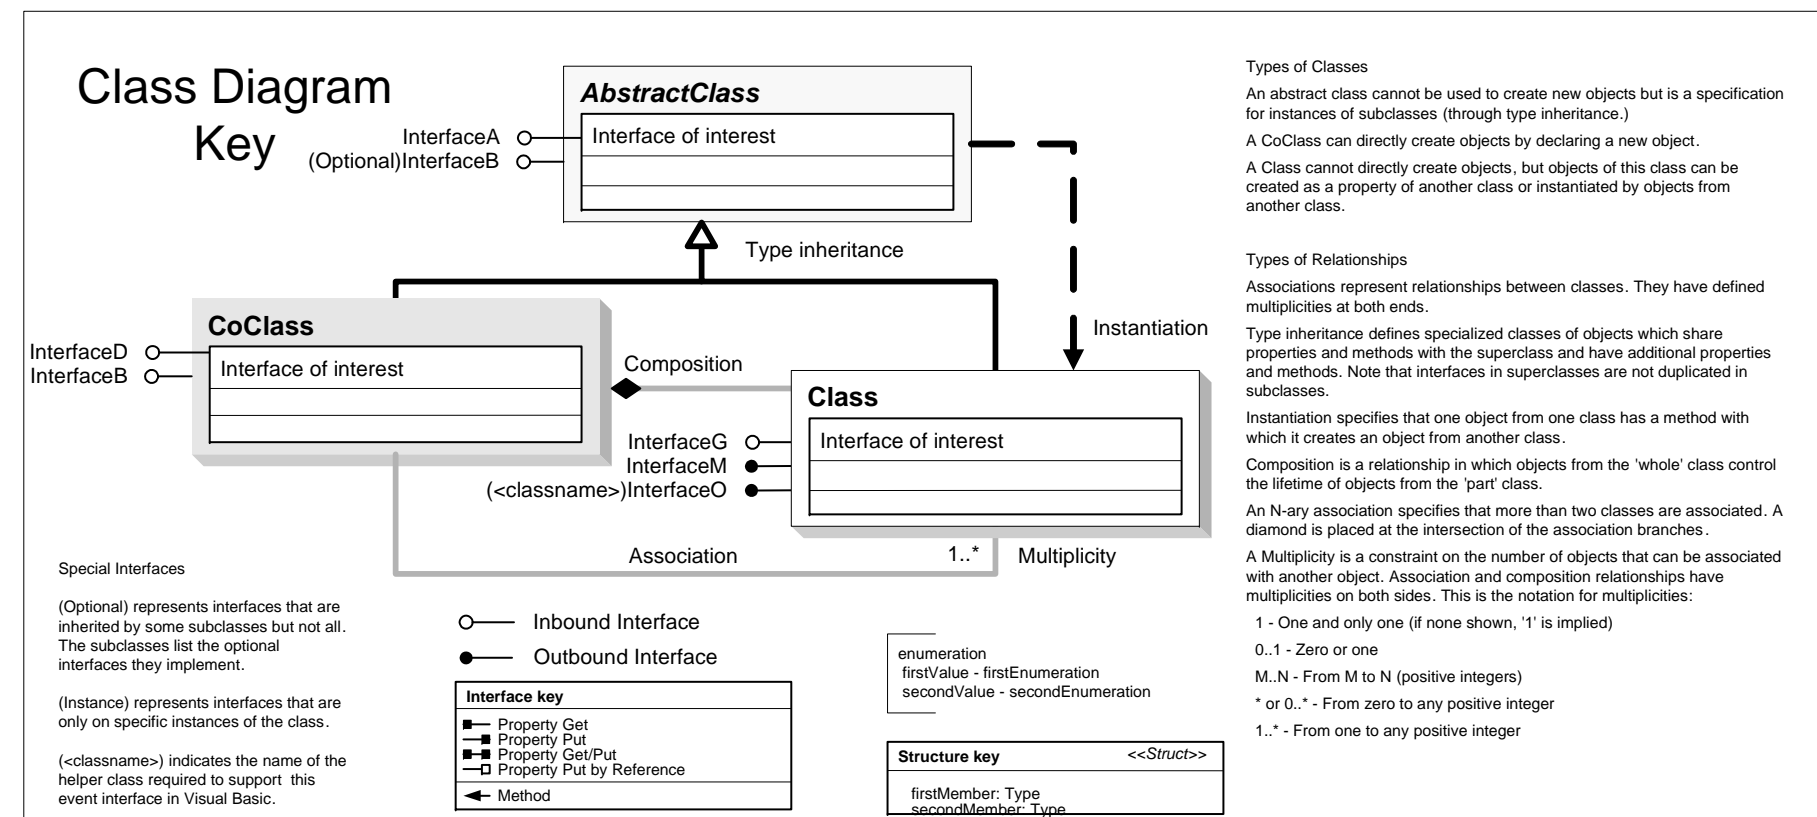 Class Diagram
Key
AbstractClass
Interface of interest
InterfaceA
(Optional)InterfaceB
Type inheritance
CoClass
Interface of interest
InterfaceD
InterfaceB
Composition
Instantiation
Class
Interface of interest
InterfaceG
InterfaceM
(<classname>)InterfaceO
Association
1..*
Multiplicity
Special Interfaces
(Optional) represents interfaces that are
inherited by some subclasses but not all.
The subclasses list the optional
interfaces they implement.
(Instance) represents interfaces that are
only on specific instances of the class.
(<classname>) indicates the name of the
helper class required to support this
event interface in Visual Basic.
Inbound Interface
Outbound Interface
Interface key
Property Get
Property Put
Property Get/Put
Property Put by Reference
Method
enumeration
firstValue - firstEnumeration
secondValue - secondEnumeration
Structure key <<Struct>>
firstMember: Type
secondMember: Type
Types of Classes
An abstract class cannot be used to create new objects but is a specification
for instances of subclasses (through type inheritance.)
A CoClass can directly create objects by declaring a new object.
A Class cannot directly create objects, but objects of this class can be
created as a property of another class or instantiated by objects from
another class.
Types of Relationships
Associations represent relationships between classes. They have defined
multiplicities at both ends.
Type inheritance defines specialized classes of objects which share
properties and methods with the superclass and have additional properties
and methods. Note that interfaces in superclasses are not duplicated in
subclasses.
Instantiation specifies that one object from one class has a method with
which it creates an object from another class.
Composition is a relationship in which objects from the 'whole' class control
the lifetime of objects from the 'part' class.
An N-ary association specifies that more than two classes are associated. A
diamond is placed at the intersection of the association branches.
A Multiplicity is a constraint on the number of objects that can be associated
with another object. Association and composition relationships have
multiplicities on both sides. This is the notation for multiplicities:
1 - One and only one (if none shown, '1' is implied)
0..1 - Zero or one
M..N - From M to N (positive integers)
* or 0..* - From zero to any positive integer
1..* - From one to any positive integer